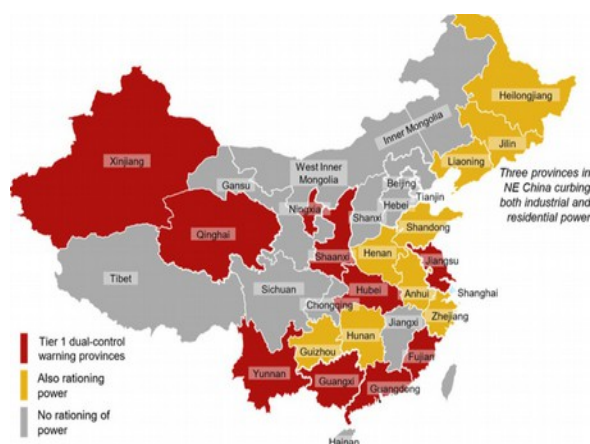 Heilongjiang
Jilin
Liaoning
Inner Mongolia
Xinjiang
West Inner
Mongolia
Gansu
Beijing
Tianjin
Hebei
Three provinces in
NE China curbing
both industrial and
residential power
Ningxia
Shanxi
Shandong
Qinghai
Shaanxi
Henan
Jiangsu
Tibet
Sichuan
Hubei
Anhui
Shanghai
Chongqing
Zhejiang
Hunan
Jiangxi
Guizhou
Fujian
Yunnan
Guangxi
Guangdong
Hainan
Tier 1 dual-control
warning provinces
Also rationing
power
No rationing of
power